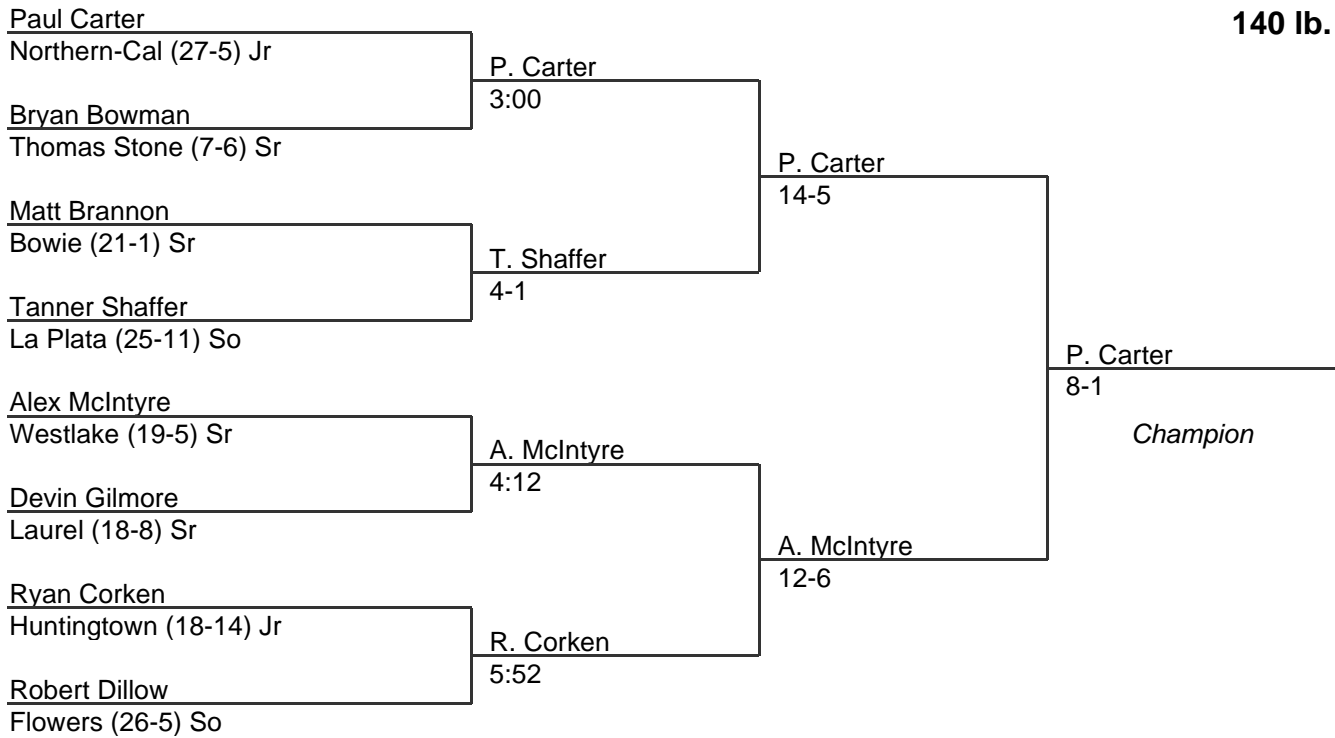 Paul Carter
140 lb.
Northern-Cal (27-5) Jr
P. Carter
3:00
Bryan Bowman
Thomas Stone (7-6) Sr
P. Carter
14-5
Matt Brannon
Bowie (21-1) Sr
T. Shaffer
4-1
Tanner Shaffer
La Plata (25-11) So
P. Carter
8-1
Champion
Alex McIntyre
Westlake (19-5) Sr
A. McIntyre
4:12
Devin Gilmore
Laurel (18-8) Sr
A. McIntyre
12-6
Ryan Corken
Huntingtown (18-14) Jr
R. Corken
5:52
Robert Dillow
Flowers (26-5) So